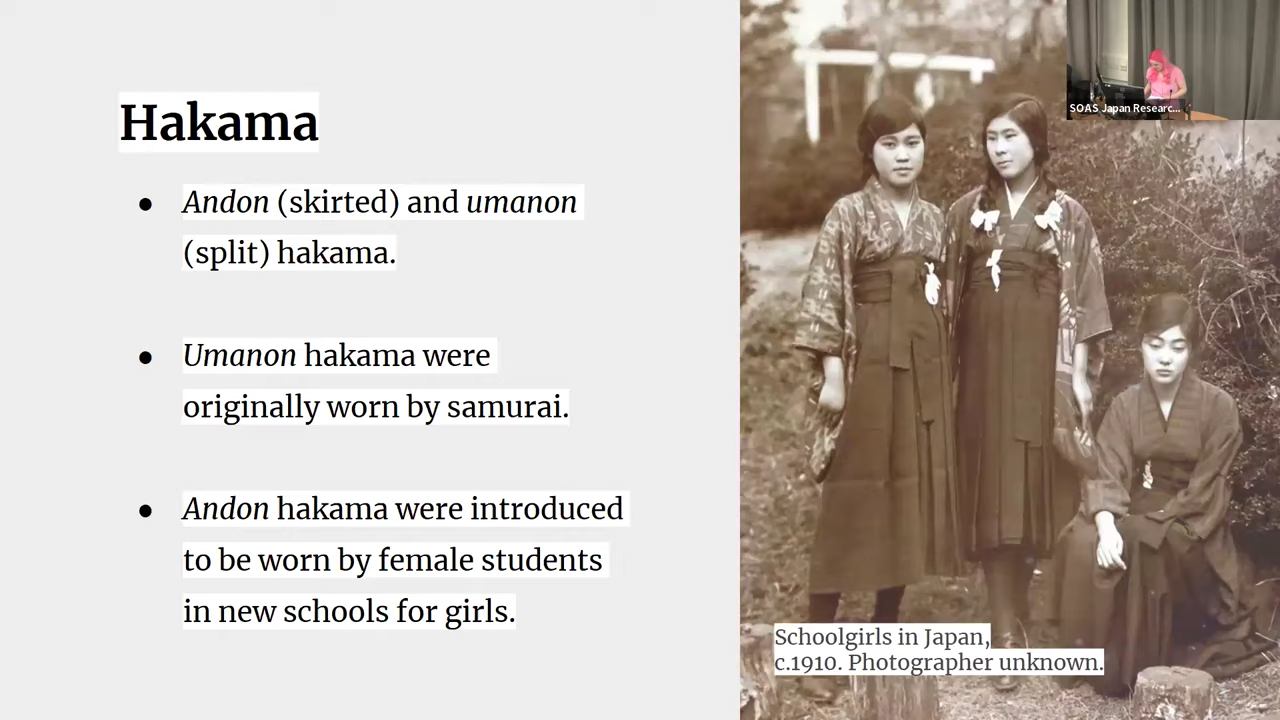 Hakama
● Andon (skirted) and umanon
(split) hakama.
● Umanon hakama were
originally worn by samurai.
● Andon hakama were introduced
to be worn by female students
in new schools for girls.
SOAS Japan Researc...
Schoolgirls in Japan,
c.1910. Photographer unknown.